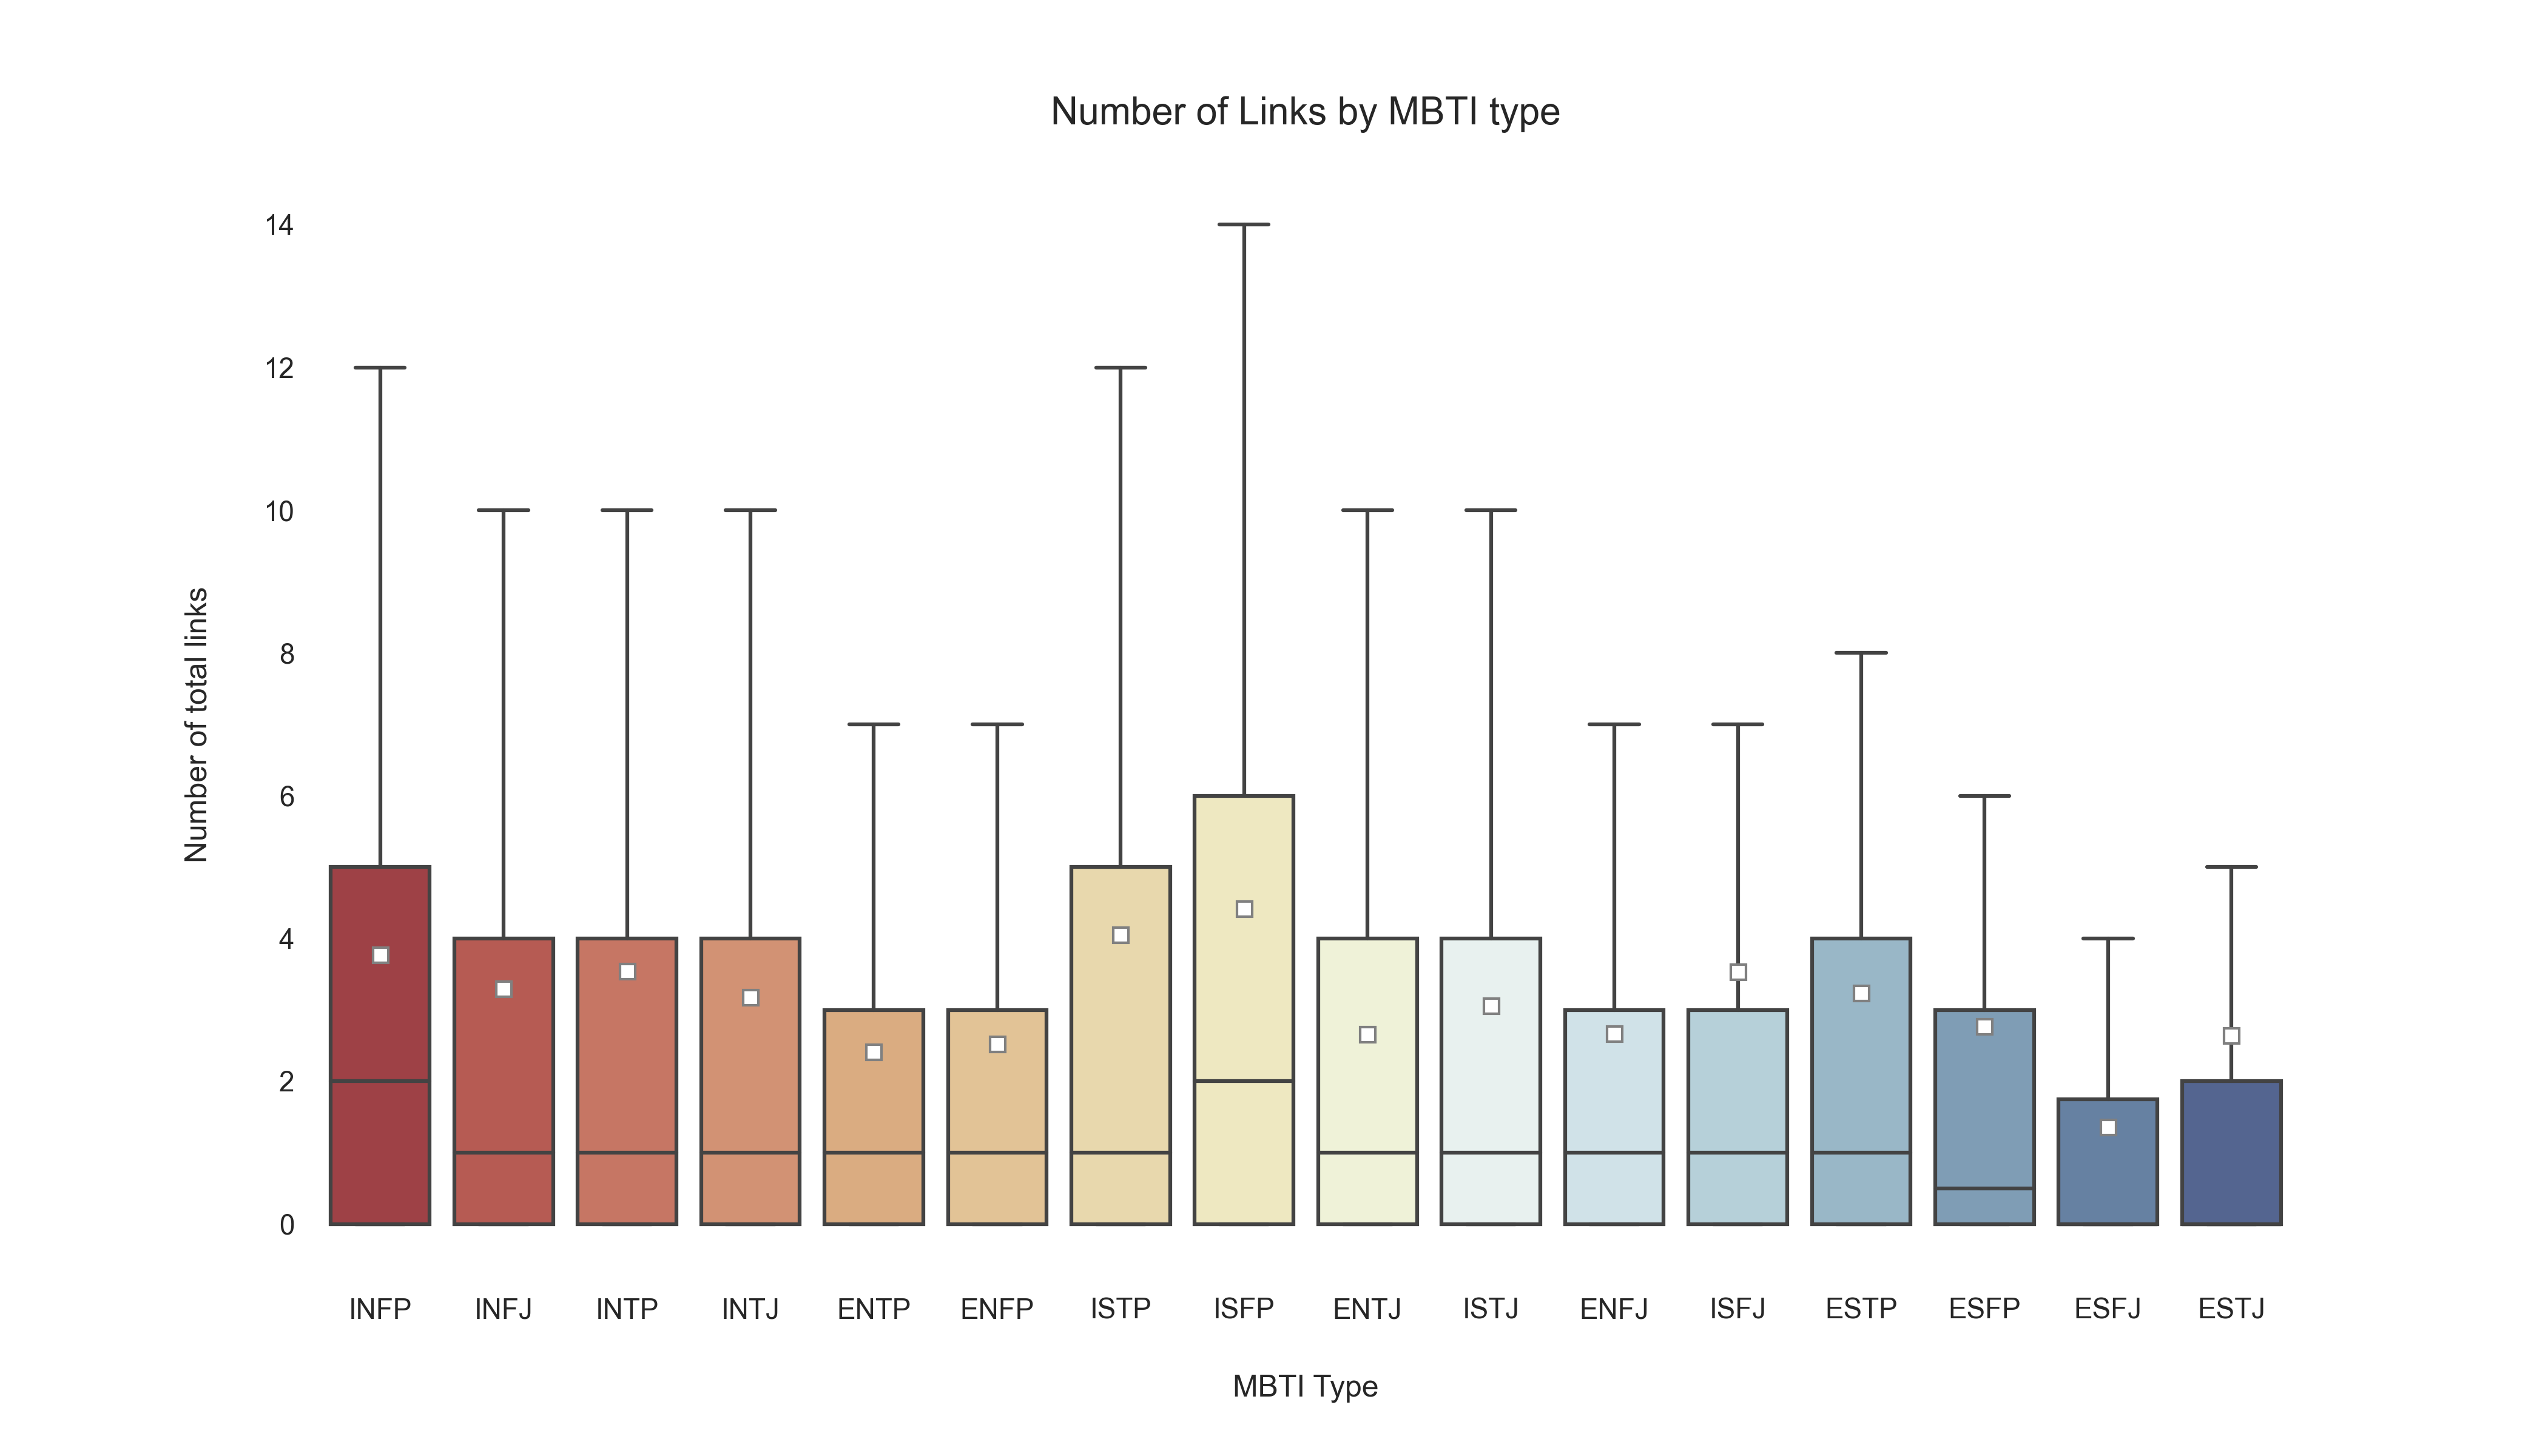 Number of Links by MBTI type
14
12
10
8
6
4
2
0
Number of total links
INFP INFJ INTP INTJ ENTP ENFP ISTP ISFP ENTJ ISTJ ENFJ ISFJ ESTP ESFP ESFJ ESTJ
MBTI Type